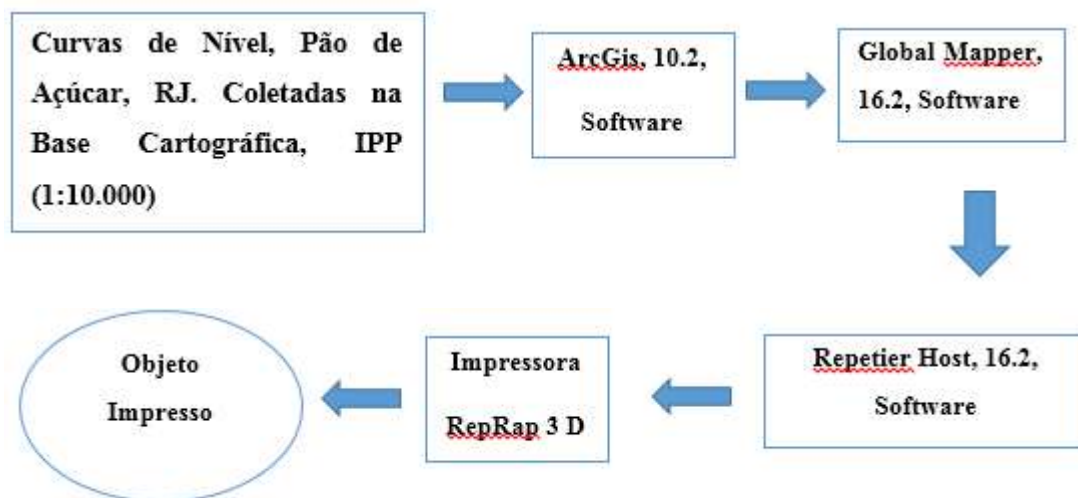 Curvas de Nível, Pão de
Açúcar, RJ. Coletadas na
Base Cartográfica, IPP
(1:10.000)
ArcGis, 10.2,
Software
Global Mapper,
16.2, Software
Repetier Host, 16.2,
Software
Impressora
RepRap 3 D
Objeto
Impresso